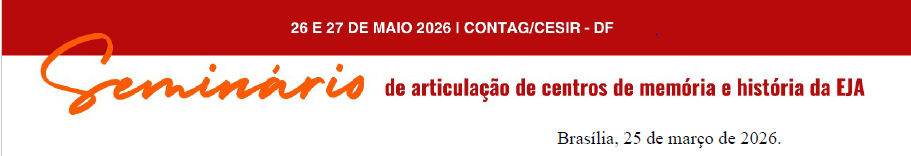 26 E 27 DE MAIO 2026 I CONTAG/CESIR - DF
Seminário de articulação de centros de memória e história da EJA
Brasília, 25 de março de 2026.